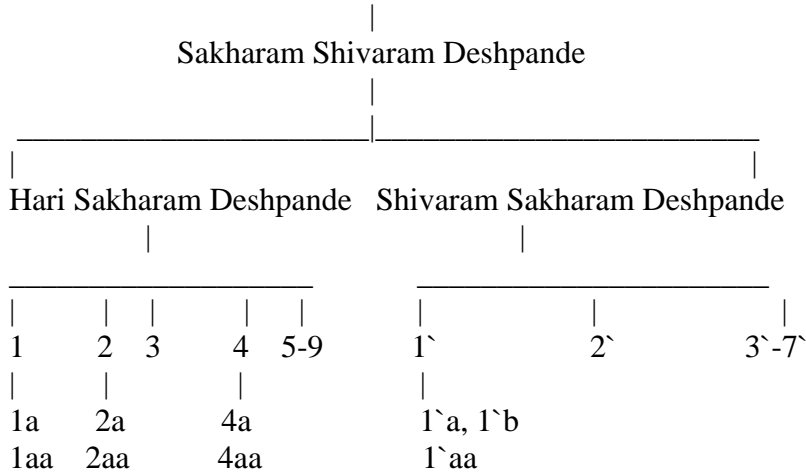 Sakharam Shivaram Deshpande
Hari Sakharam Deshpande Shivaram Sakharam Deshpande
1 2 3 4 5-9 1` 2` 3`-7`
1a 2a 4a 1`a, 1`b
1aa 2aa 4aa 1`aa